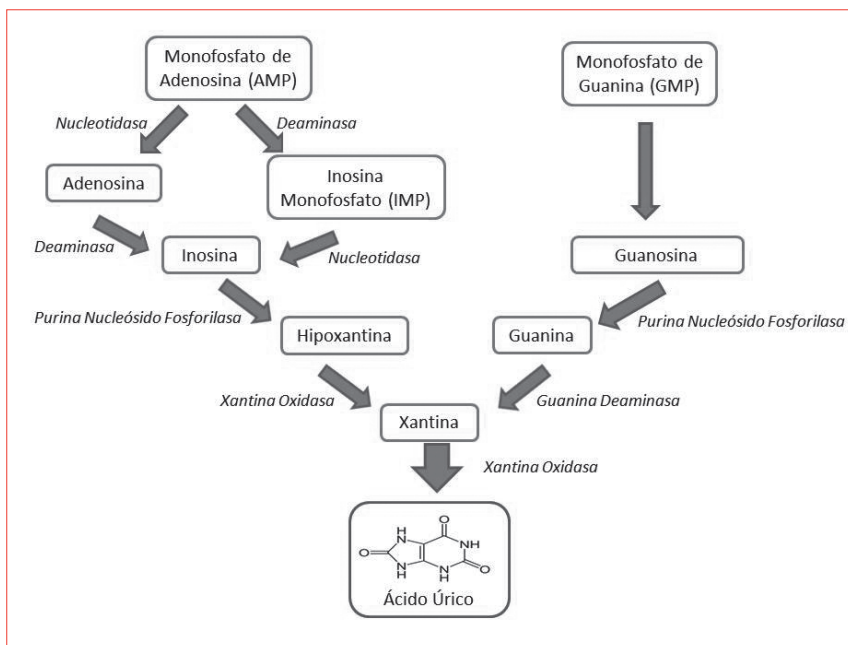 Monofosfato de
Adenosina (AMP)
Monofosfato de
Guanina (GMP)
Nucleotidasa
Deaminasa
Adenosina
Inosina
Monofosfato (IMP)
Deaminasa
Inosina
Nucleotidasa
Guanosina
Purina Nucleósido Fosforilasa
Purina Nucleósido Fosforilasa
Hipoxantina
Guanina
Xantina Oxidasa
Guanina Deaminasa
Xantina
Xantina Oxidasa
H
N
O
NH
O
N
H
N
H
O
Ácido Úrico